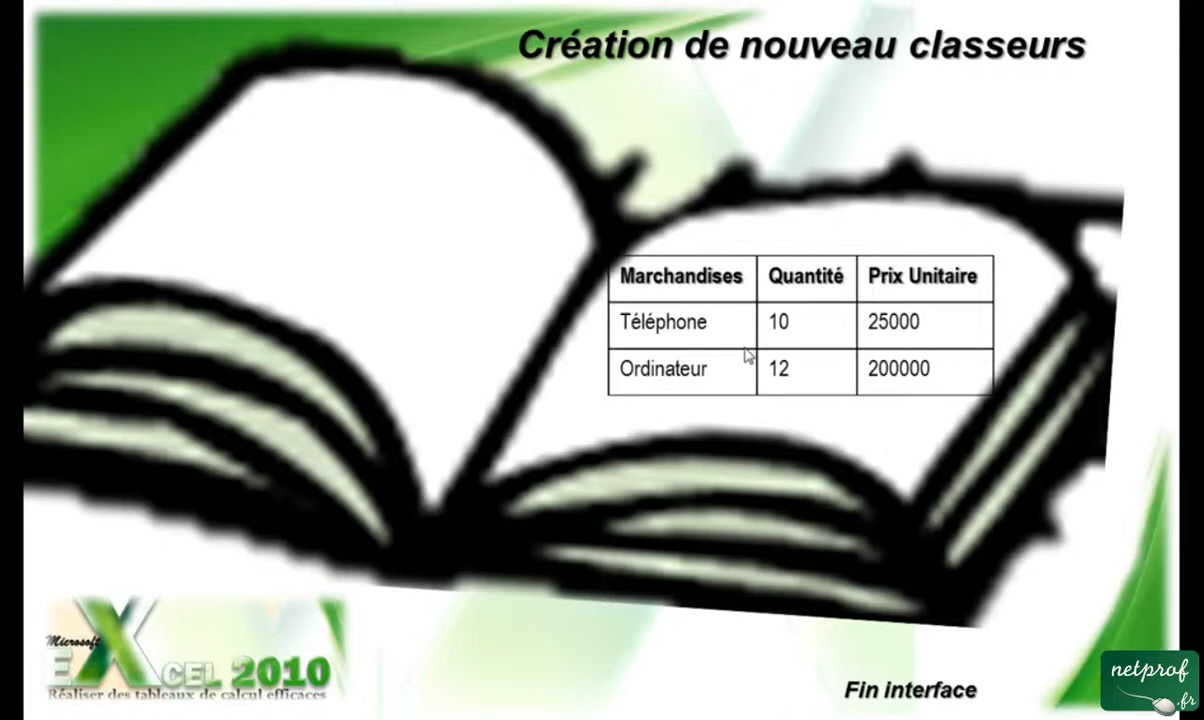 Création de nouveau classeurs
Marchandises Quantité Prix Unitaire
Téléphone 10 25000
Ordinateur 12 200000
Microsoft
EXCEL 2010
Réaliser des tableaux de calcul efficaces
Fin interface
netprof
.fr